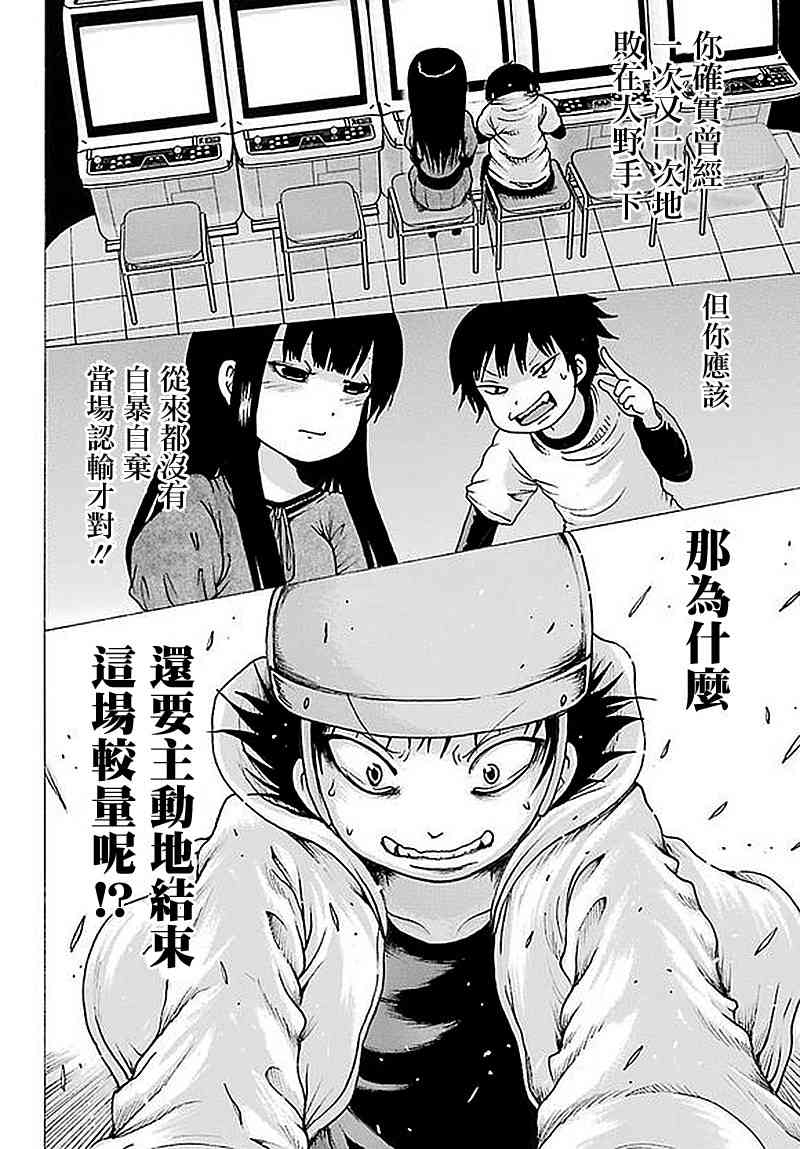 你確實曾經
一次又一次地
敗在大野手下
但你應該
從來都沒有
自暴自棄
當場認輸才對!!
那為什麼
還要主動地結束
這場較量呢!?